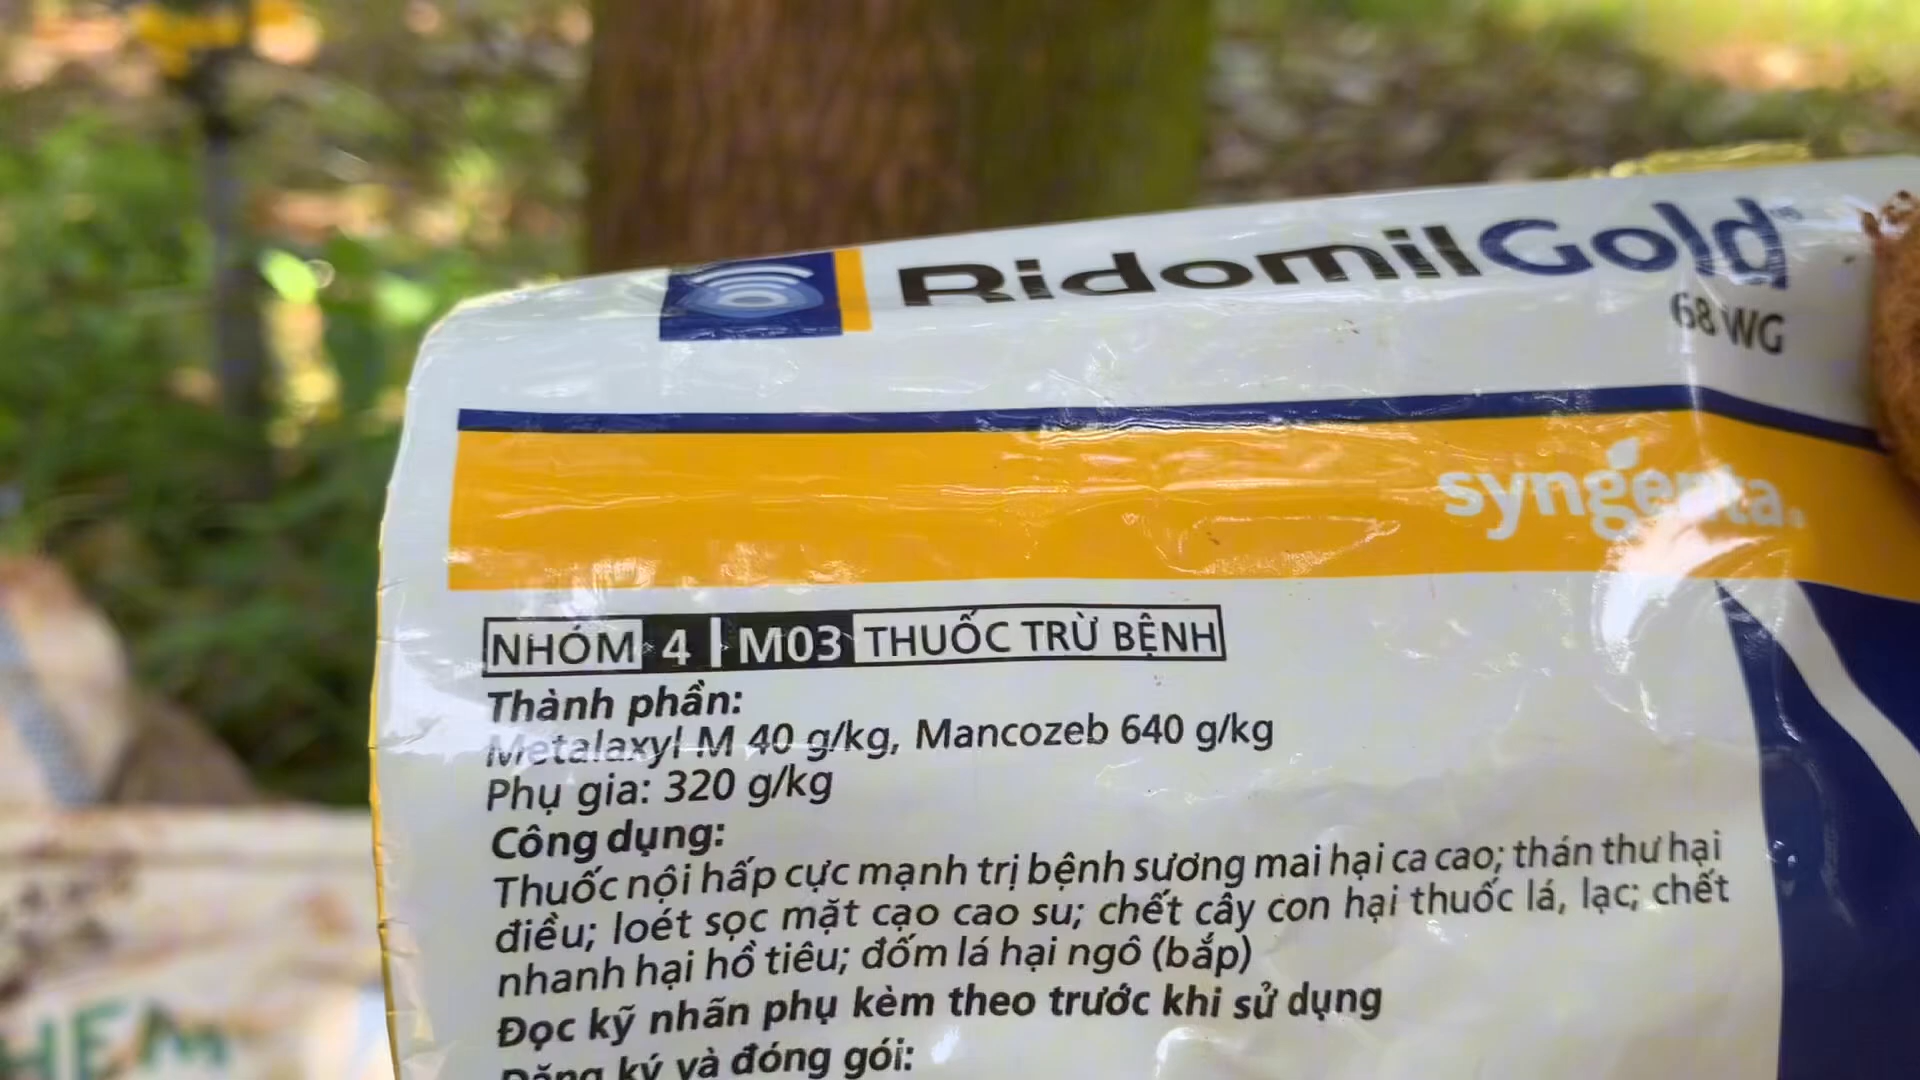 RidomilGold
68 WG
syngenta.
NHÓM 4 | M03 THUỐC TRỪ BỆNH
Thành phần:
Metalaxyl M 40 g/kg, Mancozeb 640 g/kg
Phụ gia: 320 g/kg
Công dụng:
Thuốc nội hấp cực mạnh trị bệnh sương mai hại ca cao; thán thư hại
điều; loét sọc mặt cạo cao su; chết cây con hại thuốc lá, lạc; chết
nhanh hại hồ tiêu; đốm lá hại ngô (bắp)
Đọc kỹ nhãn phụ kèm theo trước khi sử dụng
Đăng ký và đóng gói: